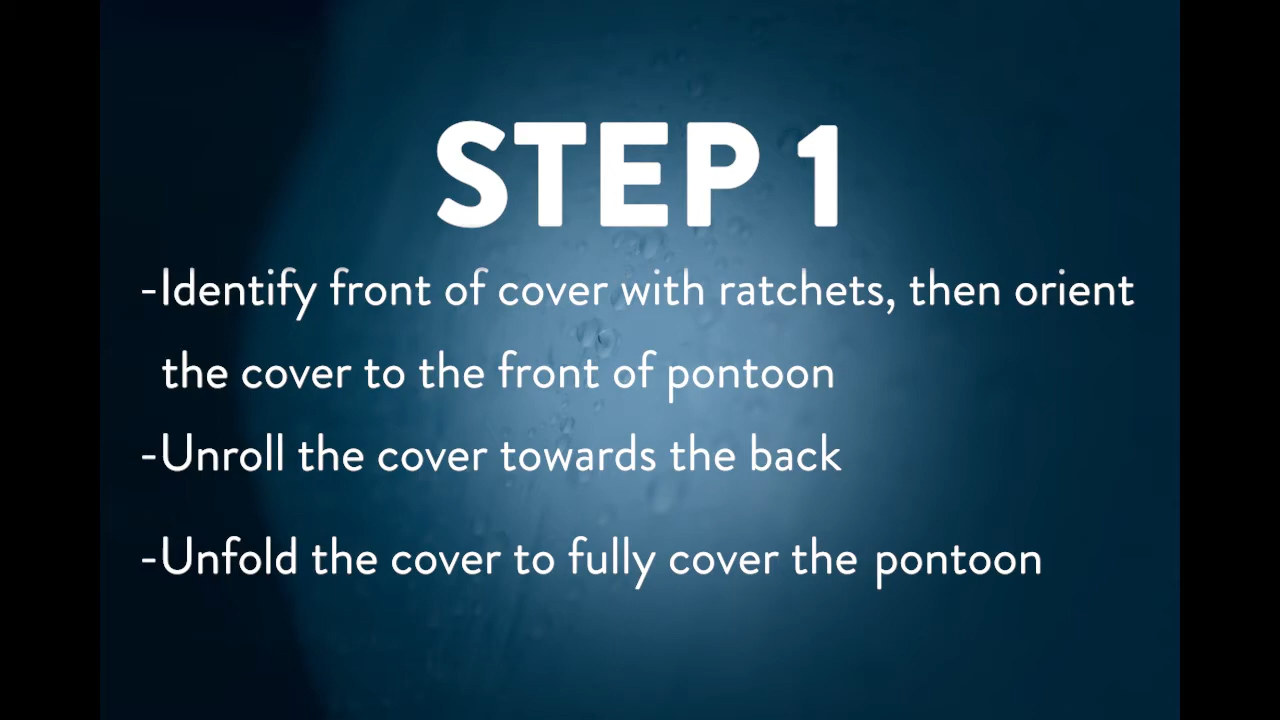 STEP 1
-Identify front of cover with ratchets, then orient
the cover to the front of pontoon
-Unroll the cover towards the back
-Unfold the cover to fully cover the pontoon